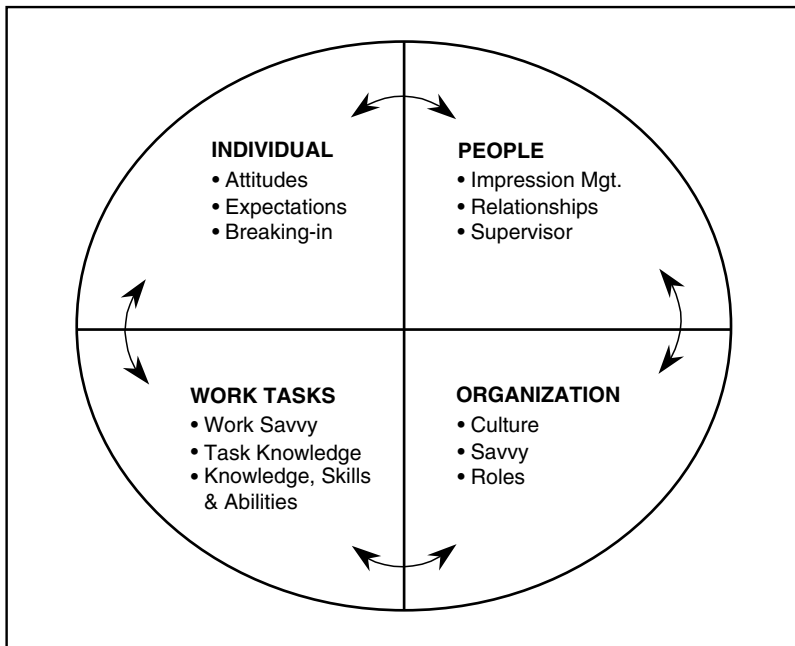 INDIVIDUAL
• Attitudes
• Expectations
• Breaking-in
PEOPLE
• Impression Mgt.
• Relationships
• Supervisor
WORK TASKS
• Work Savvy
• Task Knowledge
• Knowledge, Skills
& Abilities
ORGANIZATION
• Culture
• Savvy
• Roles